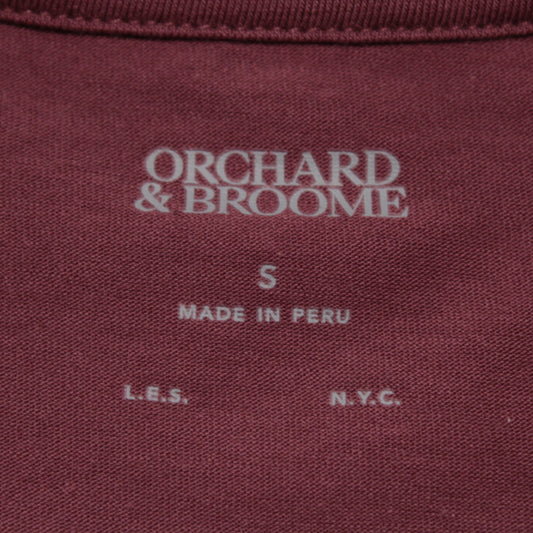 ORCHARD
& BROOME
S
MADE IN PERU
L.E.S. N.Y.C.